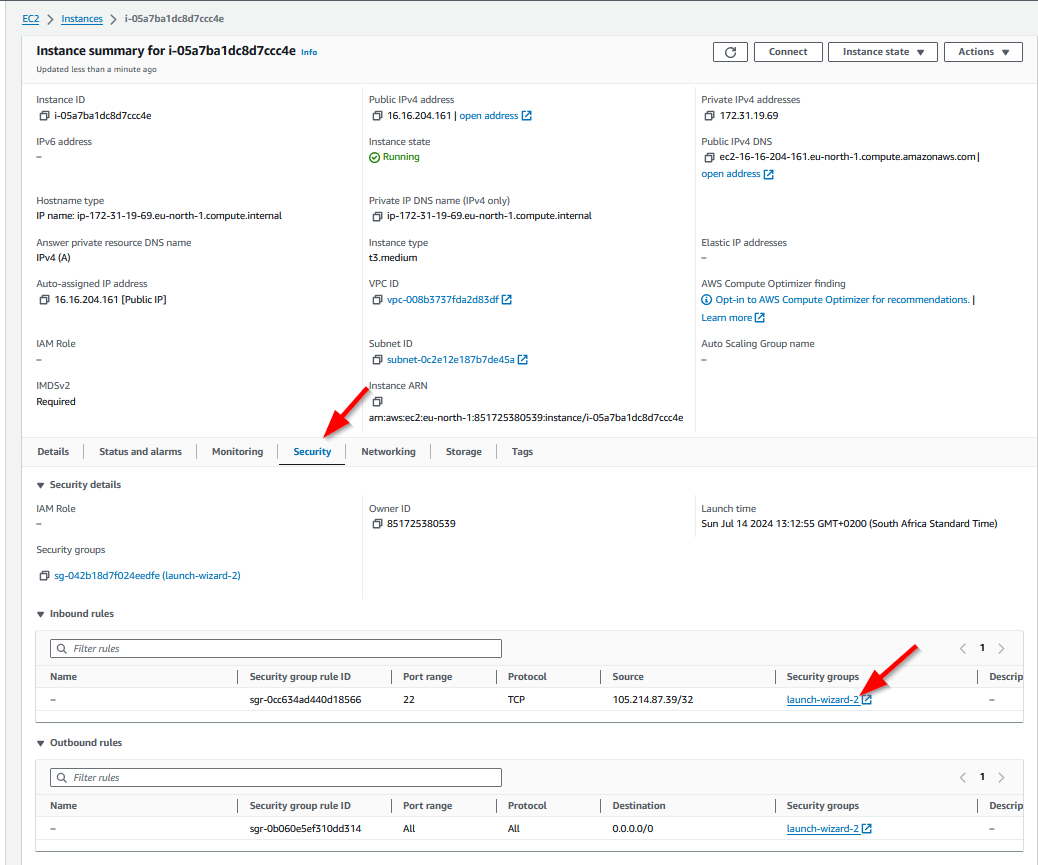 EC2 > Instances > i-05a7ba1dc8d7ccc4e
Instance summary for i-05a7ba1dc8d7ccc4e Info
Connect
Instance state
Actions
Updated less than a minute ago
Instance ID
i-05a7ba1dc8d7ccc4e
Public IPv4 address
16.16.204.161 | open address
Private IPv4 addresses
172.31.19.69
IPv6 address
–
Instance state
Running
Public IPv4 DNS
ec2-16-16-204-161.eu-north-1.compute.amazonaws.com |
open address
Hostname type
IP name: ip-172-31-19-69.eu-north-1.compute.internal
Private IP DNS name (IPv4 only)
ip-172-31-19-69.eu-north-1.compute.internal
Answer private resource DNS name
IPv4 (A)
Instance type
t3.medium
Elastic IP addresses
–
Auto-assigned IP address
16.16.204.161 [Public IP]
VPC ID
vpc-008b3737fda2d83df
AWS Compute Optimizer finding
Opt-in to AWS Compute Optimizer for recommendations. |
Learn more
IAM Role
–
Subnet ID
subnet-0c2e12e187b7de45a
Auto Scaling Group name
–
IMDSv2
Required
Instance ARN
arn:aws:ec2:eu-north-1:851725380539:instance/i-05a7ba1dc8d7ccc4e
Details
Status and alarms
Monitoring
Security
Networking
Storage
Tags
Security details
IAM Role
–
Owner ID
851725380539
Launch time
Sun Jul 14 2024 13:12:55 GMT+0200 (South Africa Standard Time)
Security groups
sg-042b18d7f024eedfe (launch-wizard-2)
Inbound rules
Filter rules
1
Name Security group rule ID Port range Protocol Source Security groups Descrip
– sgr-0cc634ad440d18566 22 TCP 105.214.87.39/32 launch-wizard-2 –
Outbound rules
Filter rules
1
Name Security group rule ID Port range Protocol Destination Security groups Descrip
– sgr-0b060e5ef310dd314 All All 0.0.0.0/0 launch-wizard-2 –